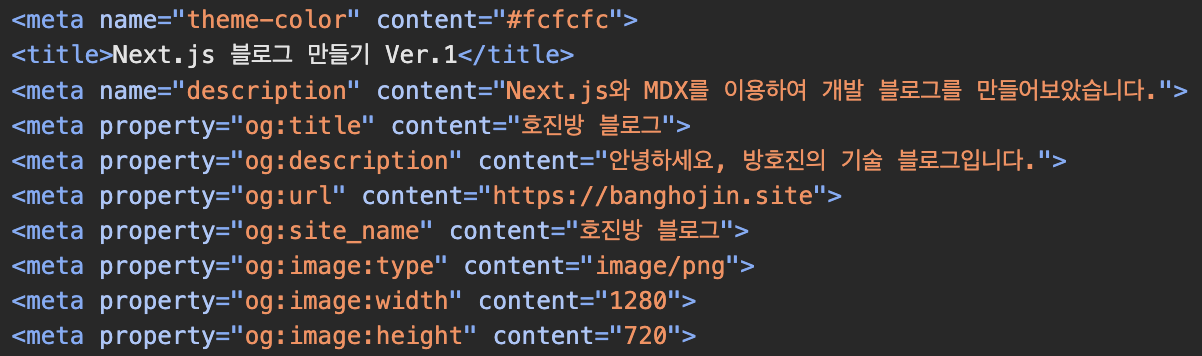 <meta name="theme-color" content="#fcfcfc">
<title>Next.js 블로그 만들기 Ver.1</title>
<meta name="description" content="Next.js와 MDX를 이용하여 개발 블로그를 만들어보았습니다.">
<meta property="og:title" content="호진방 블로그">
<meta property="og:description" content="안녕하세요, 방호진의 기술 블로그입니다.">
<meta property="og:url" content="https://banghojin.site">
<meta property="og:site_name" content="호진방 블로그">
<meta property="og:image:type" content="image/png">
<meta property="og:image:width" content="1280">
<meta property="og:image:height" content="720">